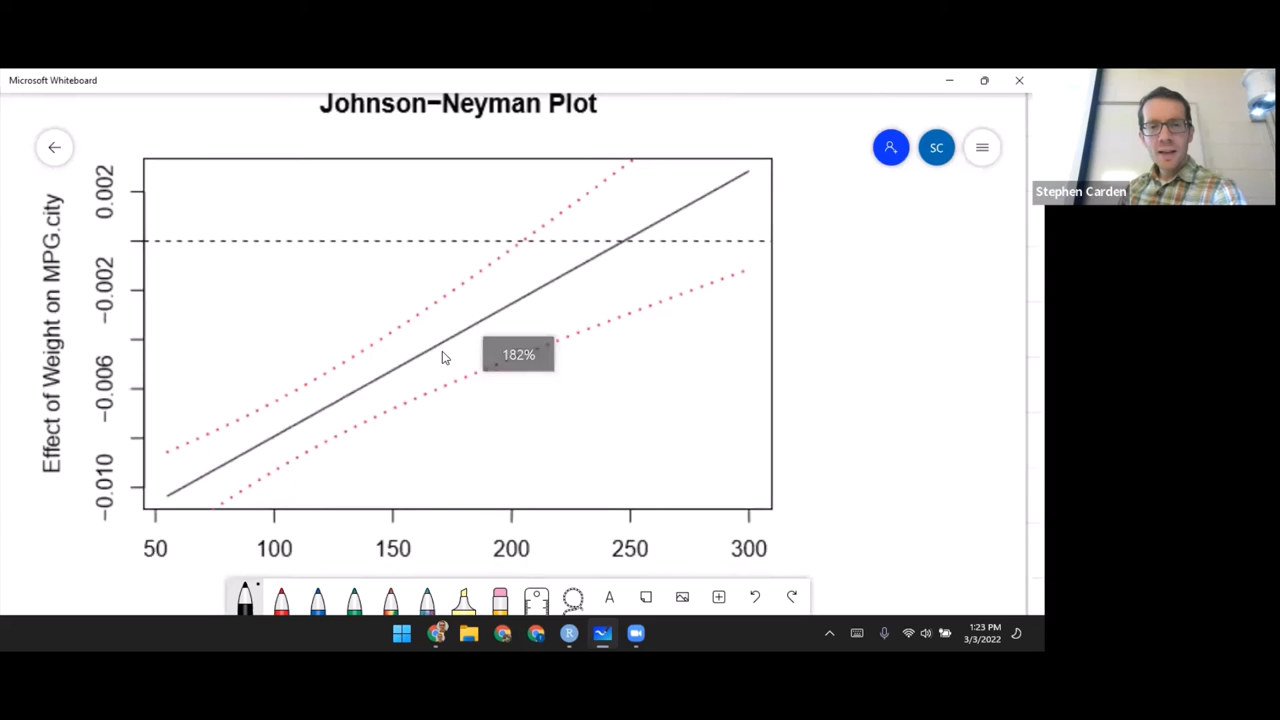 Microsoft Whiteboard
Johnson-Neyman Plot
SC
Stephen Carden
Effect of Weight on MPG.city
0.002
-0.002
-0.006
-0.010
182%
50 100 150 200 250 300
A
1:23 PM
3/3/2022